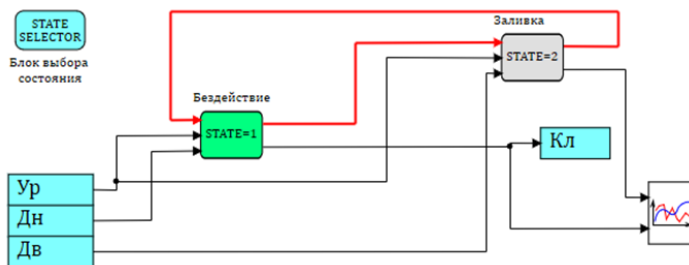 STATE
SELECTOR
Блок выбора
состояния
Заливка
STATE=2
Бездействие
STATE=1
Кл
Ур
Дн
Дв